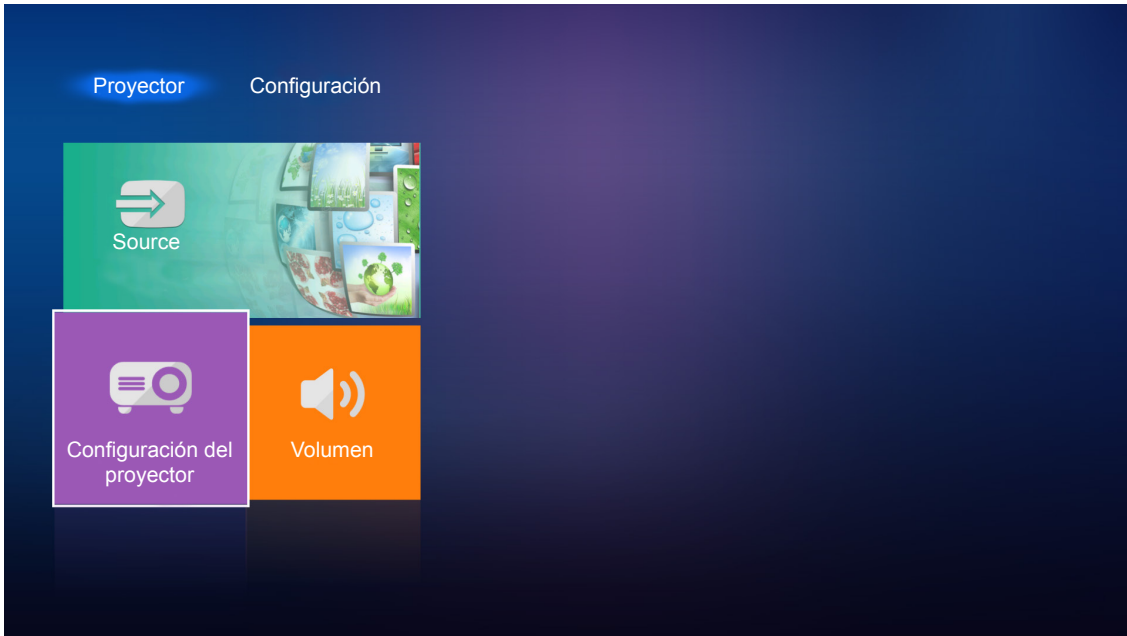 Proyector
Configuración
Source
Configuración del
proyector
Volumen